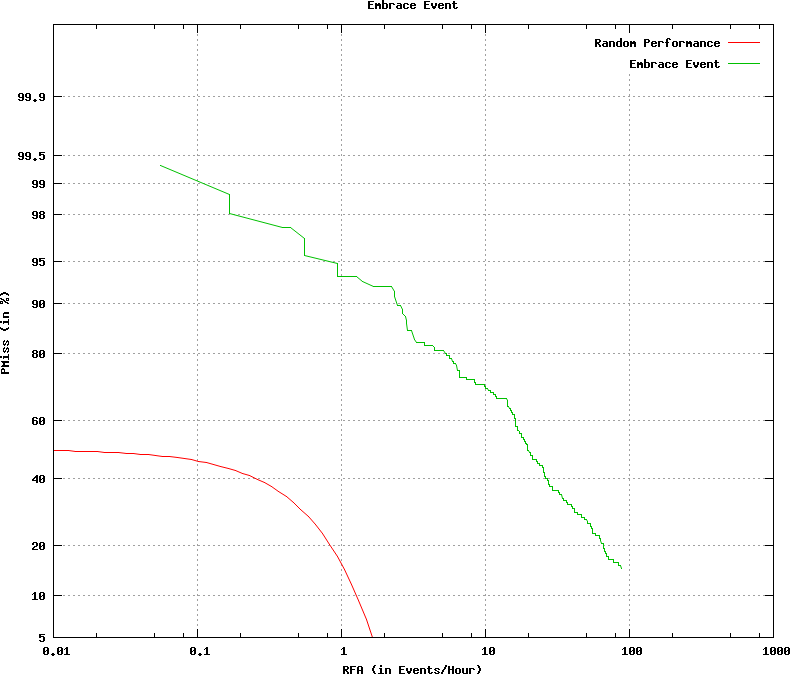 Embrace Event
Random Performance
Embrace Event
99.9
99.5
99
98
95
90
80
60
40
20
10
5
PMiss (in %)
0.01 0.1 1 10 100 1000
RFA (in Events/Hour)